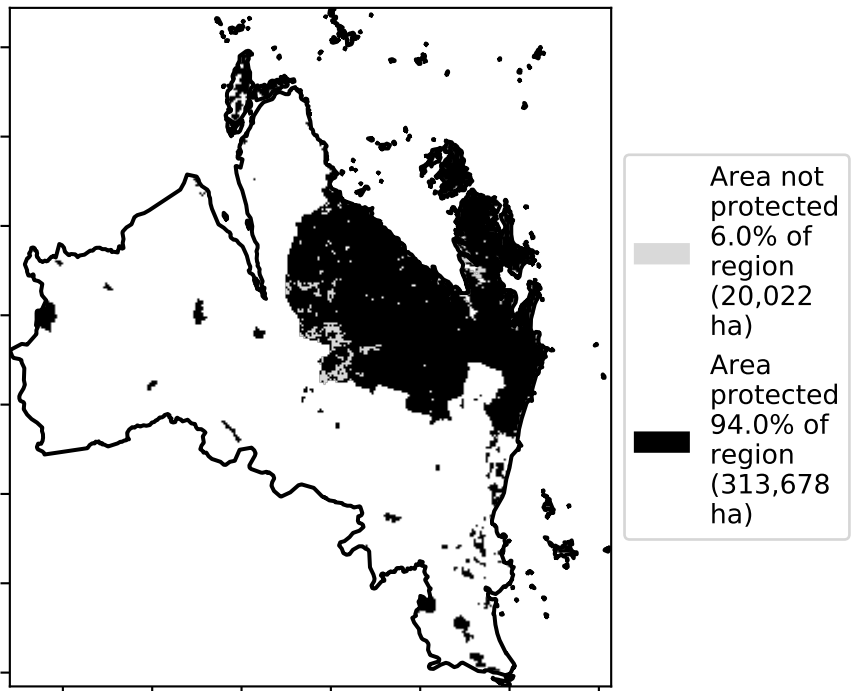 Area not
protected
6.0% of
region
(20,022
ha)
Area
protected
94.0% of
region
(313,678
ha)